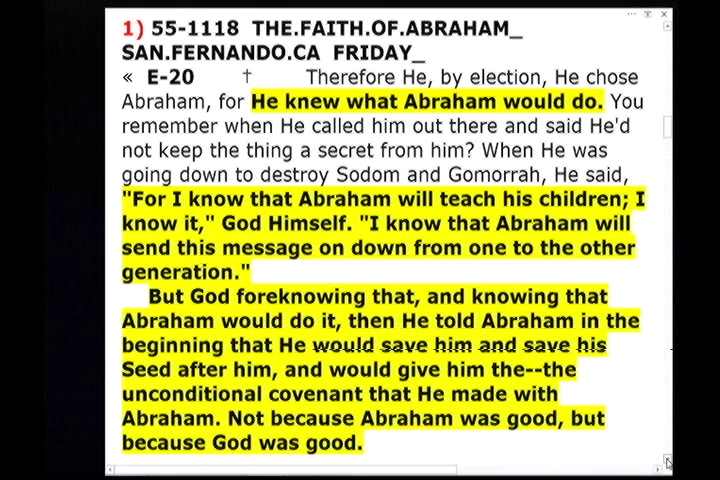 1) 55-1118 THE.FAITH.OF.ABRAHAM_
SAN.FERNANDO.CA FRIDAY_
« E-20 † Therefore He, by election, He chose
Abraham, for He knew what Abraham would do. You
remember when He called him out there and said He'd
not keep the thing a secret from him? When He was
going down to destroy Sodom and Gomorrah, He said,
"For I know that Abraham will teach his children; I
know it," God Himself. "I know that Abraham will
send this message on down from one to the other
generation."
But God foreknowing that, and knowing that
Abraham would do it, then He told Abraham in the
beginning that He would save him and save his
Seed after him, and would give him the--the
unconditional covenant that He made with
Abraham. Not because Abraham was good, but
because God was good.